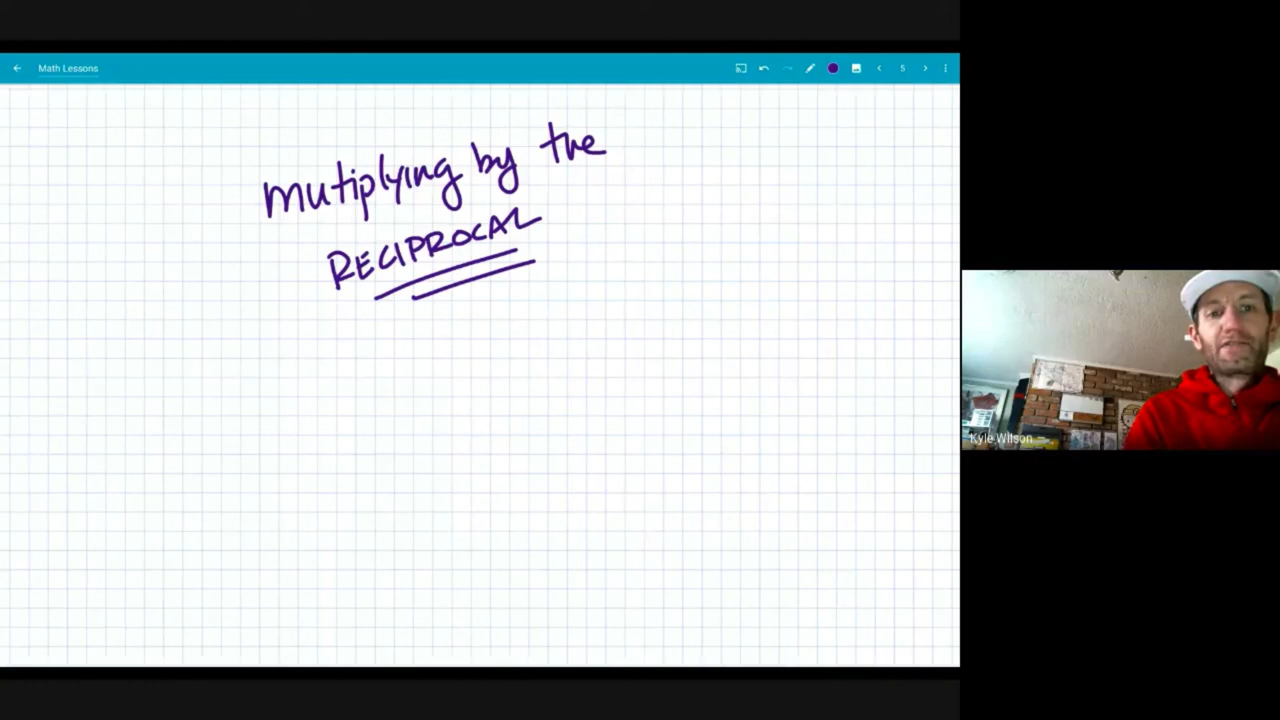 Math Lessons
5
Mutiplying by the
RECIPROCAL
Kyle Wilson